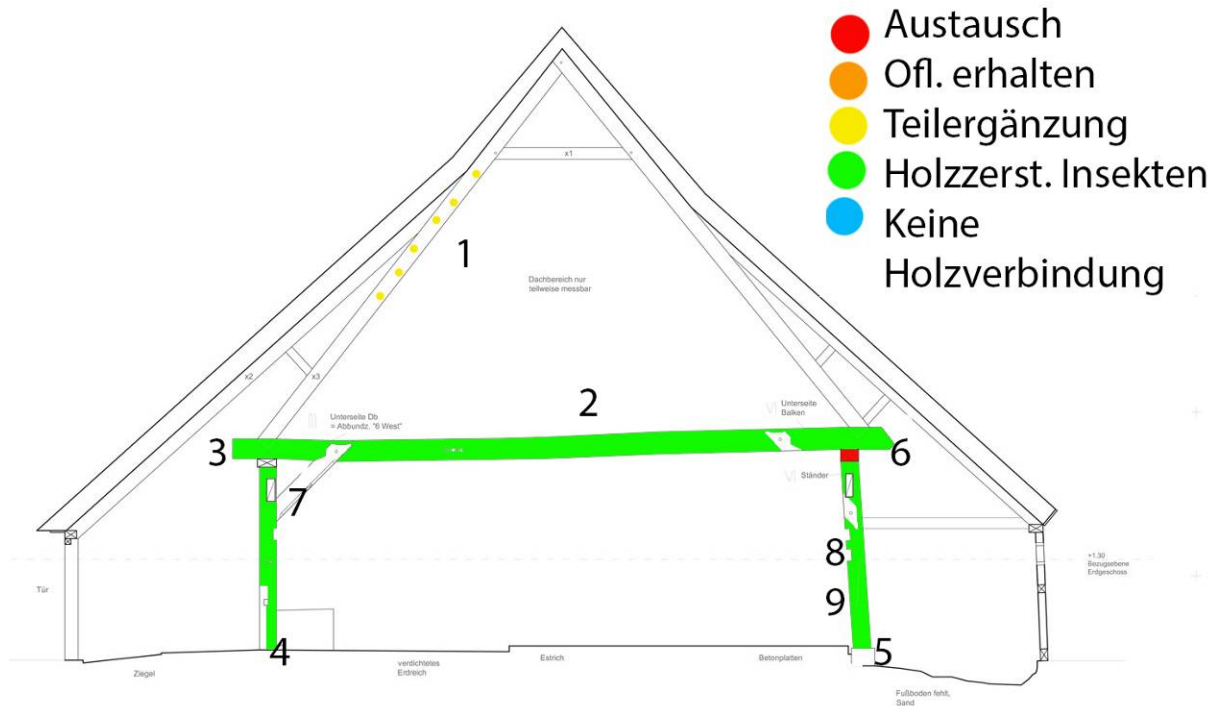 Austausch
Ofl. erhalten
Teilergänzung
Holzzerst. Insekten
Keine
Holzverbindung
x1
1
Dachbereich nur
teilweise messbar
x2
x3
2
Unterseite Db
= Abbundz. "6 West"
VI
Unterseite
Balken
3
6
VI
Ständer
7
8
9
+1.30
Bezugsebene
Erdgeschoss
Tür
4
5
Ziegel
verdichtetes
Erdreich
Estrich
Betonplatten
Fußboden fehlt,
Sand